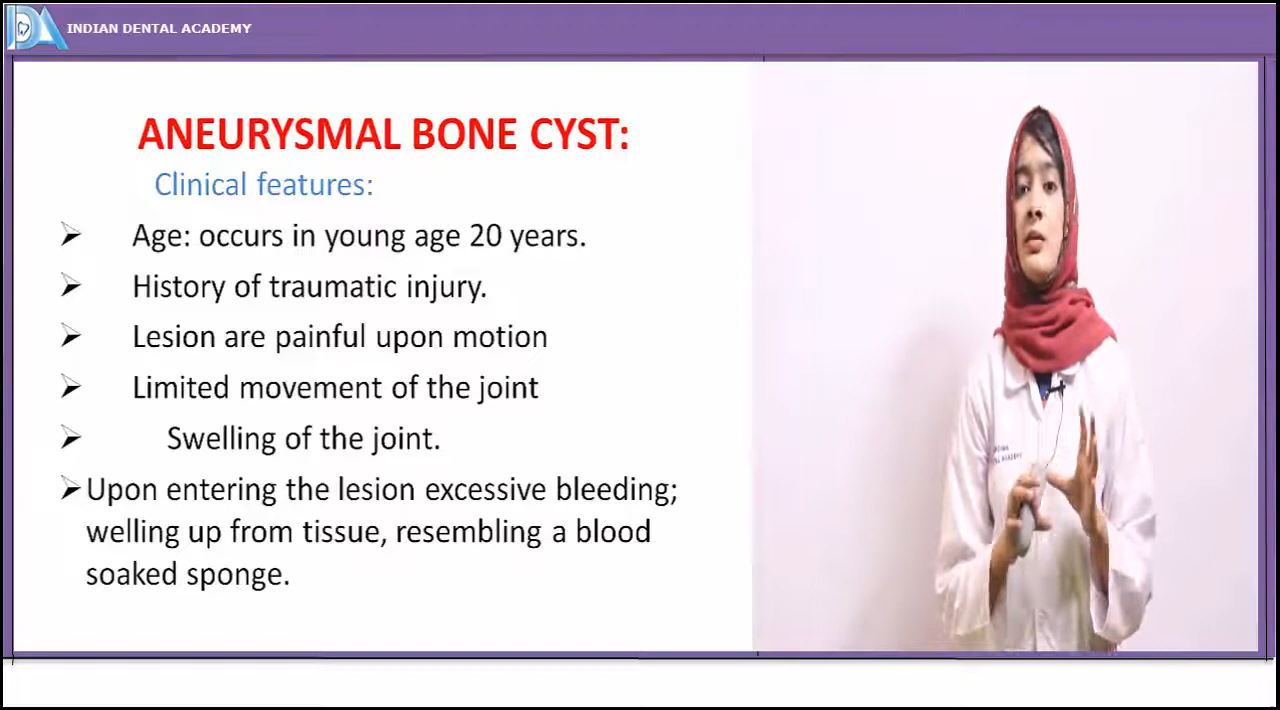 INDIAN DENTAL ACADEMY
ANEURYSMAL BONE CYST:
Clinical features:
➤ Age: occurs in young age 20 years.
➤ History of traumatic injury.
➤ Lesion are painful upon motion
➤ Limited movement of the joint
➤ Swelling of the joint.
➤Upon entering the lesion excessive bleeding;
welling up from tissue, resembling a blood
soaked sponge.